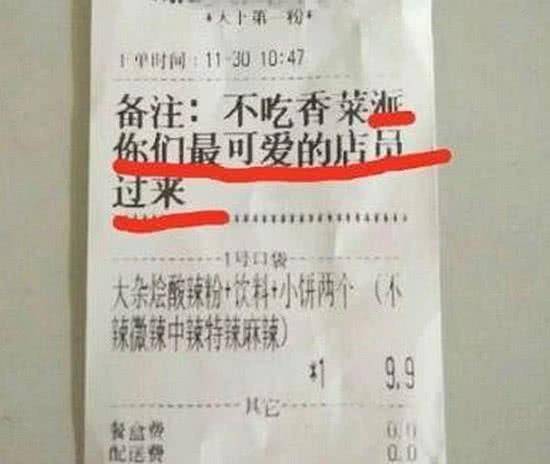 *天下第一粉*
下单时间：11-30 10:47
备注：不吃香菜派
你们最可爱的店员
过来
1号口袋
大杂烩酸辣粉+饮料+小饼两个（不
辣微辣中辣特辣麻辣）
*1 9.9
其它
餐盒费 0.0
配送费 0.0